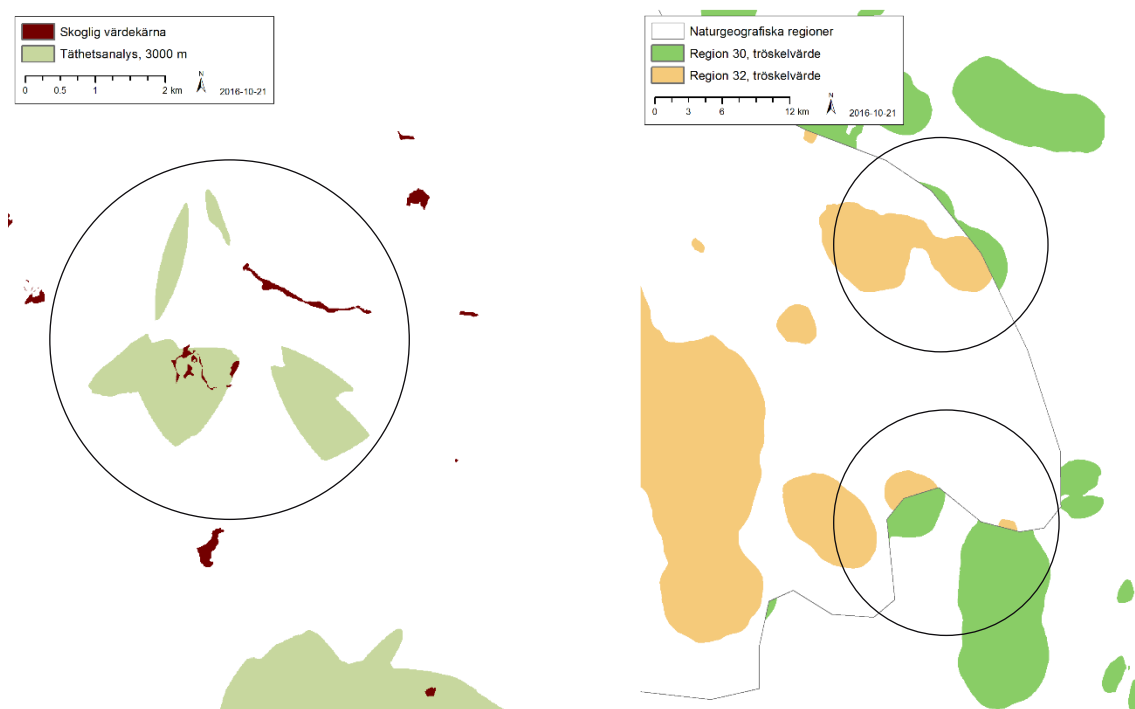 Skoglig värdekärna
Täthetsanalys, 3000 m
N
0 0.5 1 2 km
2016-10-21
Naturgeografiska regioner
Region 30, tröskelvärde
Region 32, tröskelvärde
N
0 3 6 12 km
2016-10-21